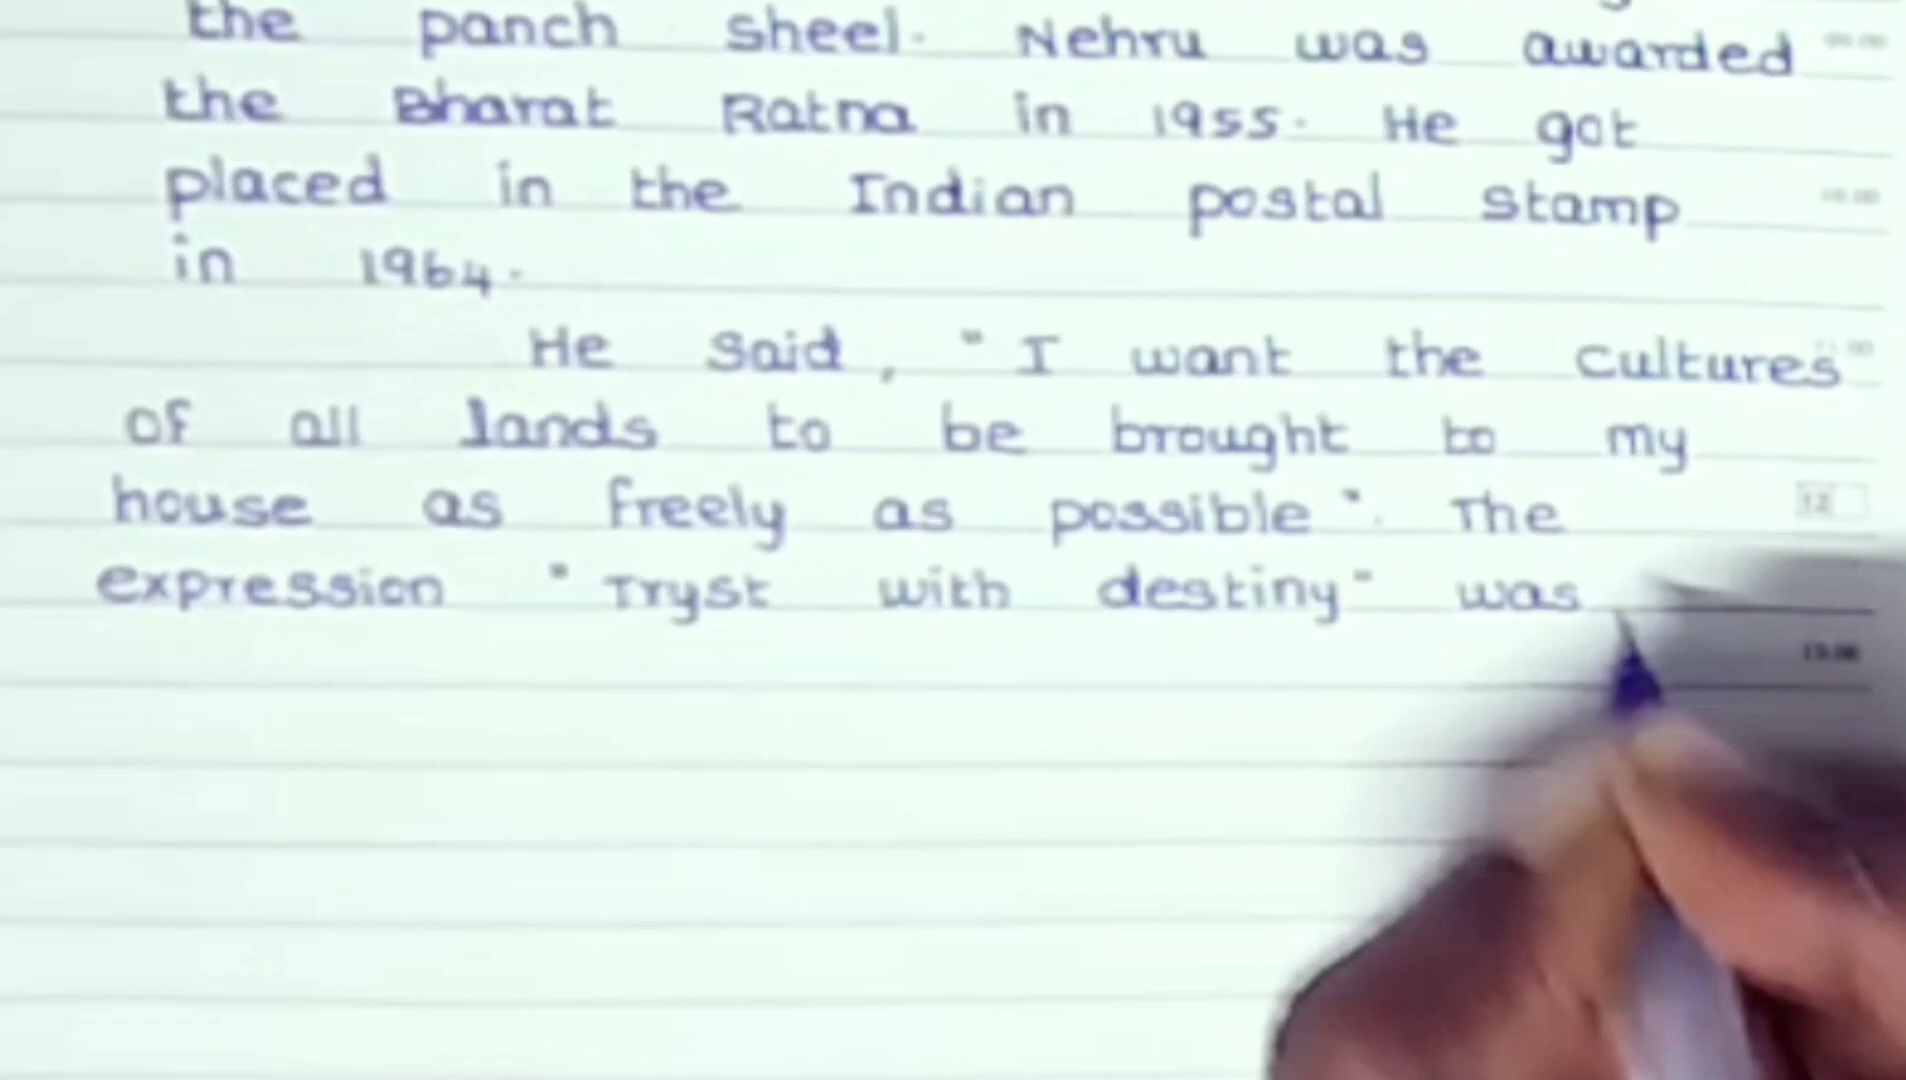 the panch sheel. Nehru was awarded
the Bharat Ratna in 1955. He got
placed in the Indian postal stamp
in 1964.
He said, "I want the cultures
of all lands to be brought to my
house as freely as possible". The
expression "Tryst with destiny" was